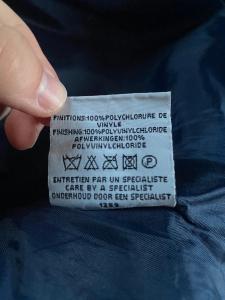 FINITIONS:100%POLYCHLORURE DE
VINYLE
FINISHING:100%POLYVINYLCHLORIDE
AFWERKINGEN:100%
POLYVINYLCHLORIDE
P
ENTRETIEN PAR UN SPECIALISTE
CARE BY A SPECIALIST
ONDERHOUD DOOR EEN SPECIALIST